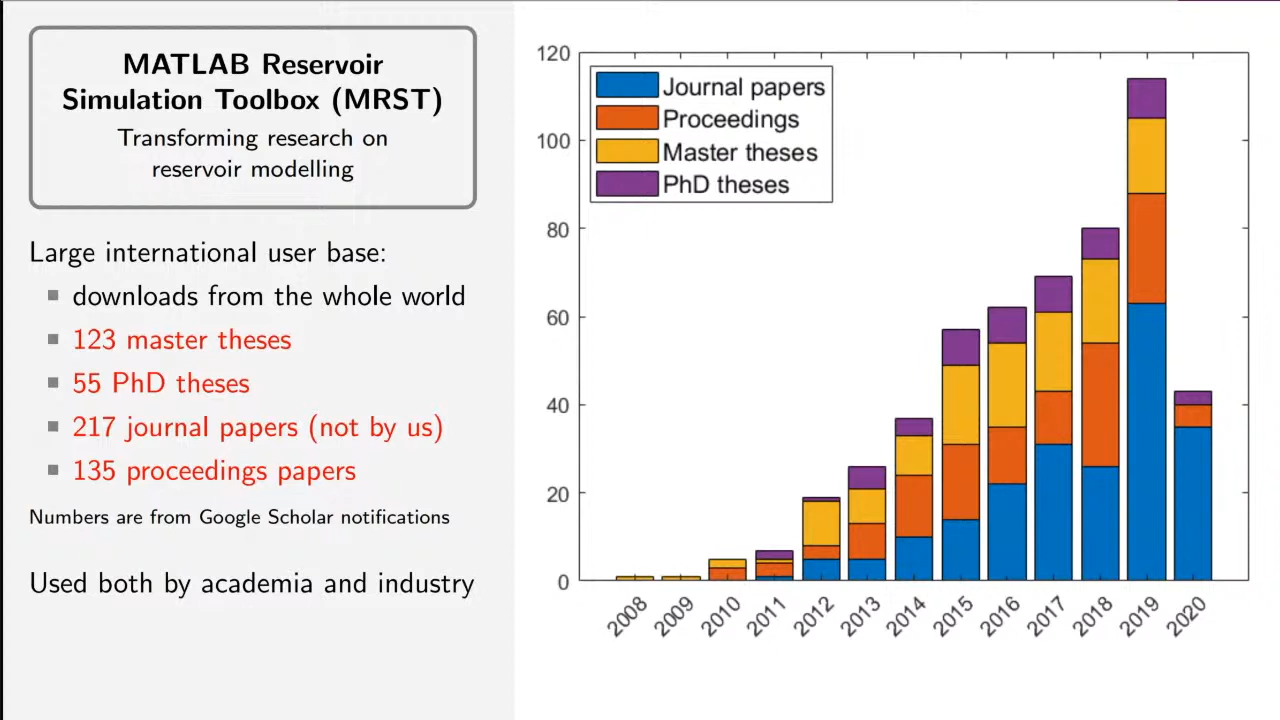 MATLAB Reservoir
Simulation Toolbox (MRST)
Transforming research on
reservoir modelling
Large international user base:
downloads from the whole world
123 master theses
55 PhD theses
217 journal papers (not by us)
135 proceedings papers
Numbers are from Google Scholar notifications
Used both by academia and industry
Journal papers
Proceedings
Master theses
PhD theses
120
100
80
60
40
20
0
2008 2009 2010 2011 2012 2013 2014 2015 2016 2017 2018 2019 2020